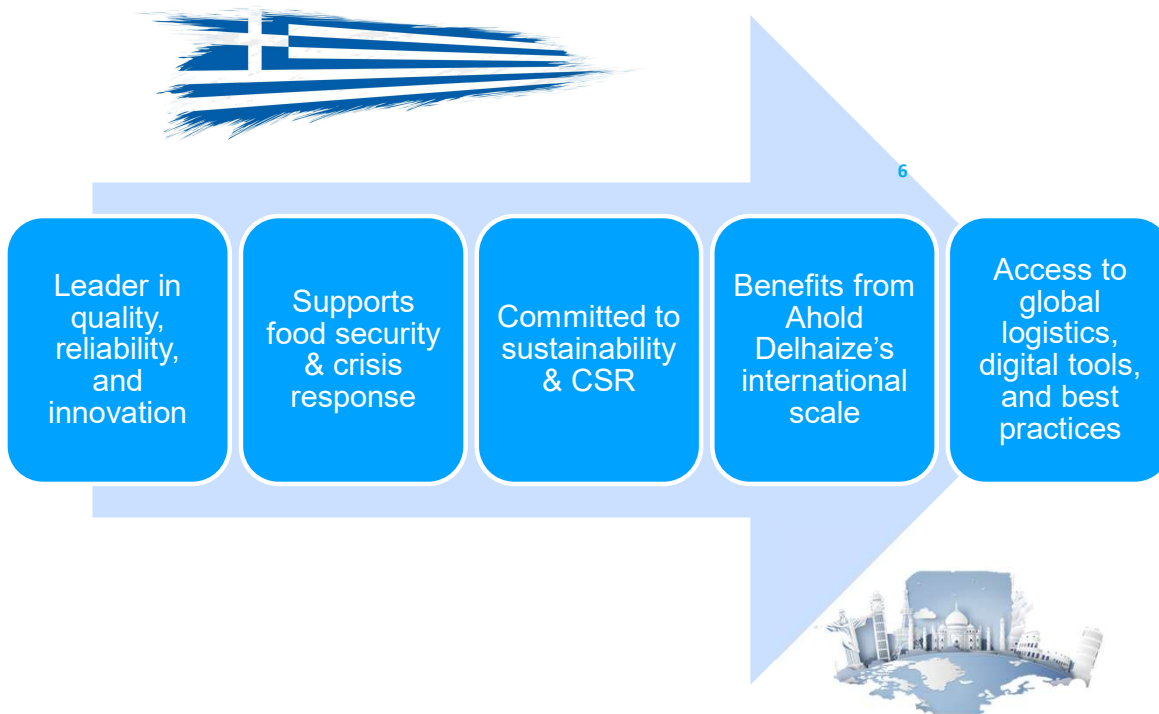 6
Leader in
quality,
reliability,
and
innovation
Supports
food security
& crisis
response
Committed to
sustainability
& CSR
Benefits from
Ahold
Delhaize’s
international
scale
Access to
global
logistics,
digital tools,
and best
practices